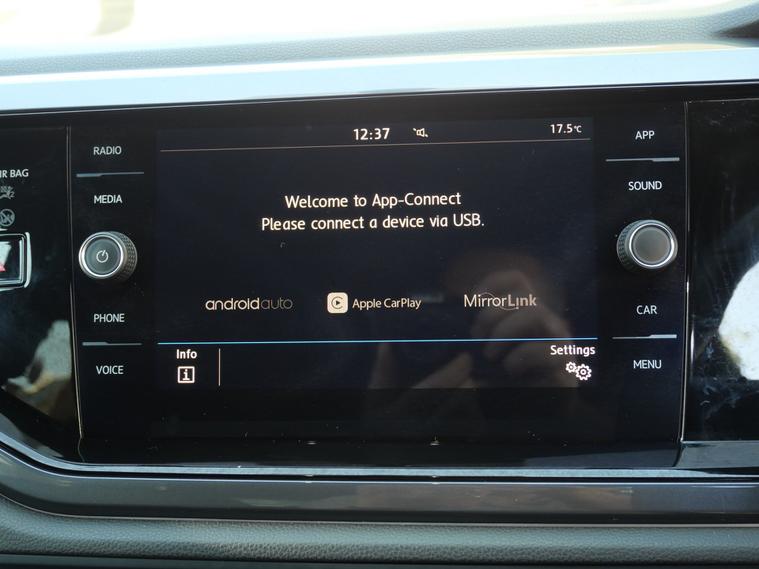 12:37
17.5°C
RADIO
MEDIA
PHONE
VOICE
APP
SOUND
CAR
MENU
Welcome to App-Connect
Please connect a device via USB.
androidauto
Apple CarPlay
MirrorLink
Info
i
Settings
BAG